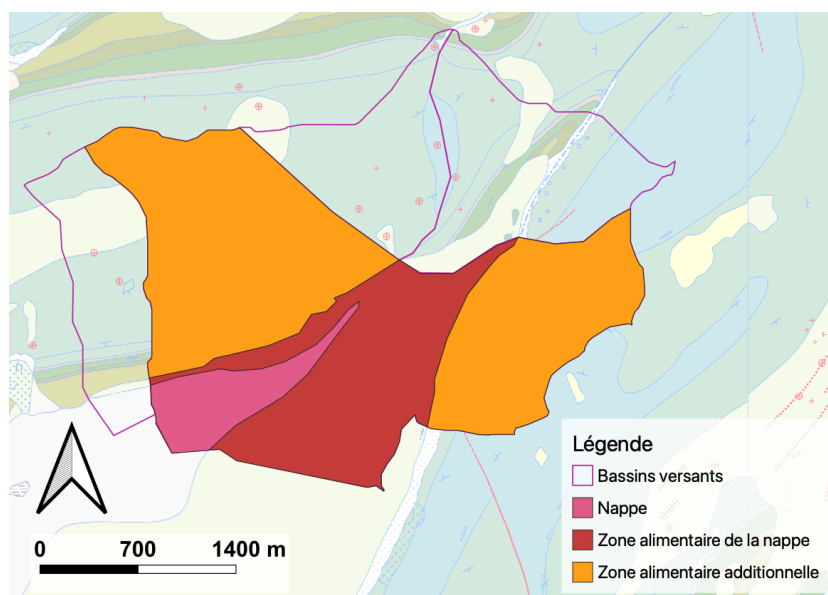 Légende
Bassins versants
Nappe
Zone alimentaire de la nappe
Zone alimentaire additionnelle
0 700 1400 m